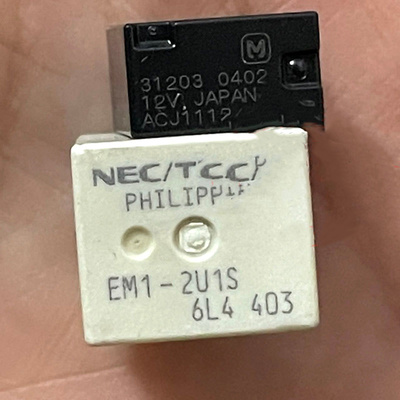 M
31203 0402
12V, JAPAN
ACJ1112
NEC/TCC
EM1-2U1S
6L4 403